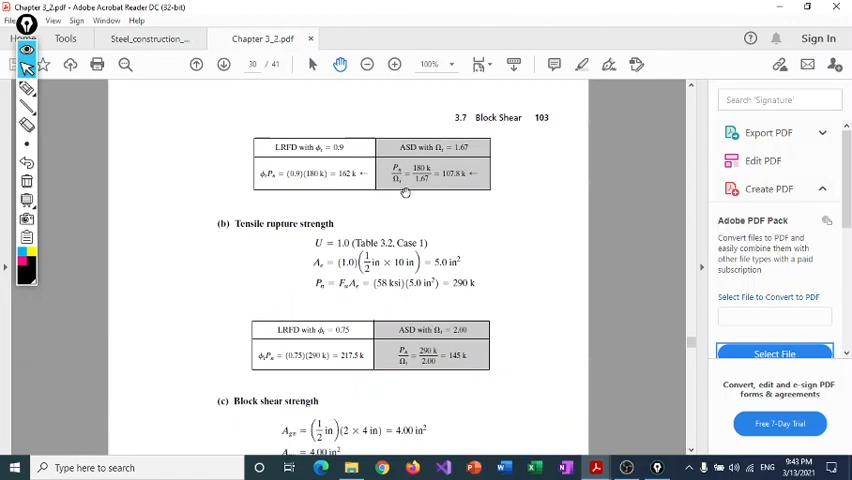 Chapter 3_2.pdf - Adobe Acrobat Reader DC (32-bit)
View Sign Window Help
Tools Steel_construction_... Chapter 3_2.pdf × Sign In
30 / 41 100%
3.7 Block Shear 103
LRFD with ϕt = 0.9 ASD with Ωt = 1.67
ϕtPn = (0.9)(180 k) = 162 k ← Pn/Ωt = 180 k/1.67 = 107.8 k ←
(b) Tensile rupture strength
U = 1.0 (Table 3.2, Case 1)
Ae = (1.0)(1/2 in × 10 in) = 5.0 in²
Pn = FuAe = (58 ksi)(5.0 in²) = 290 k
LRFD with ϕt = 0.75 ASD with Ωt = 2.00
ϕtPn = (0.75)(290 k) = 217.5 k Pn/Ωt = 290 k/2.00 = 145 k
(c) Block shear strength
Agv = (1/2 in)(2 × 4 in) = 4.00 in²
= 4.00 in²
Search 'Signature'
Export PDF
Edit PDF
Create PDF
Adobe PDF Pack
Convert files to PDF and
easily combine them with
other file types with a paid
subscription
Select File to Convert to PDF
Select File
Convert, edit and e-sign PDF
forms & agreements
Free 7-Day Trial
Type here to search
ENG
9:43 PM
3/13/2021